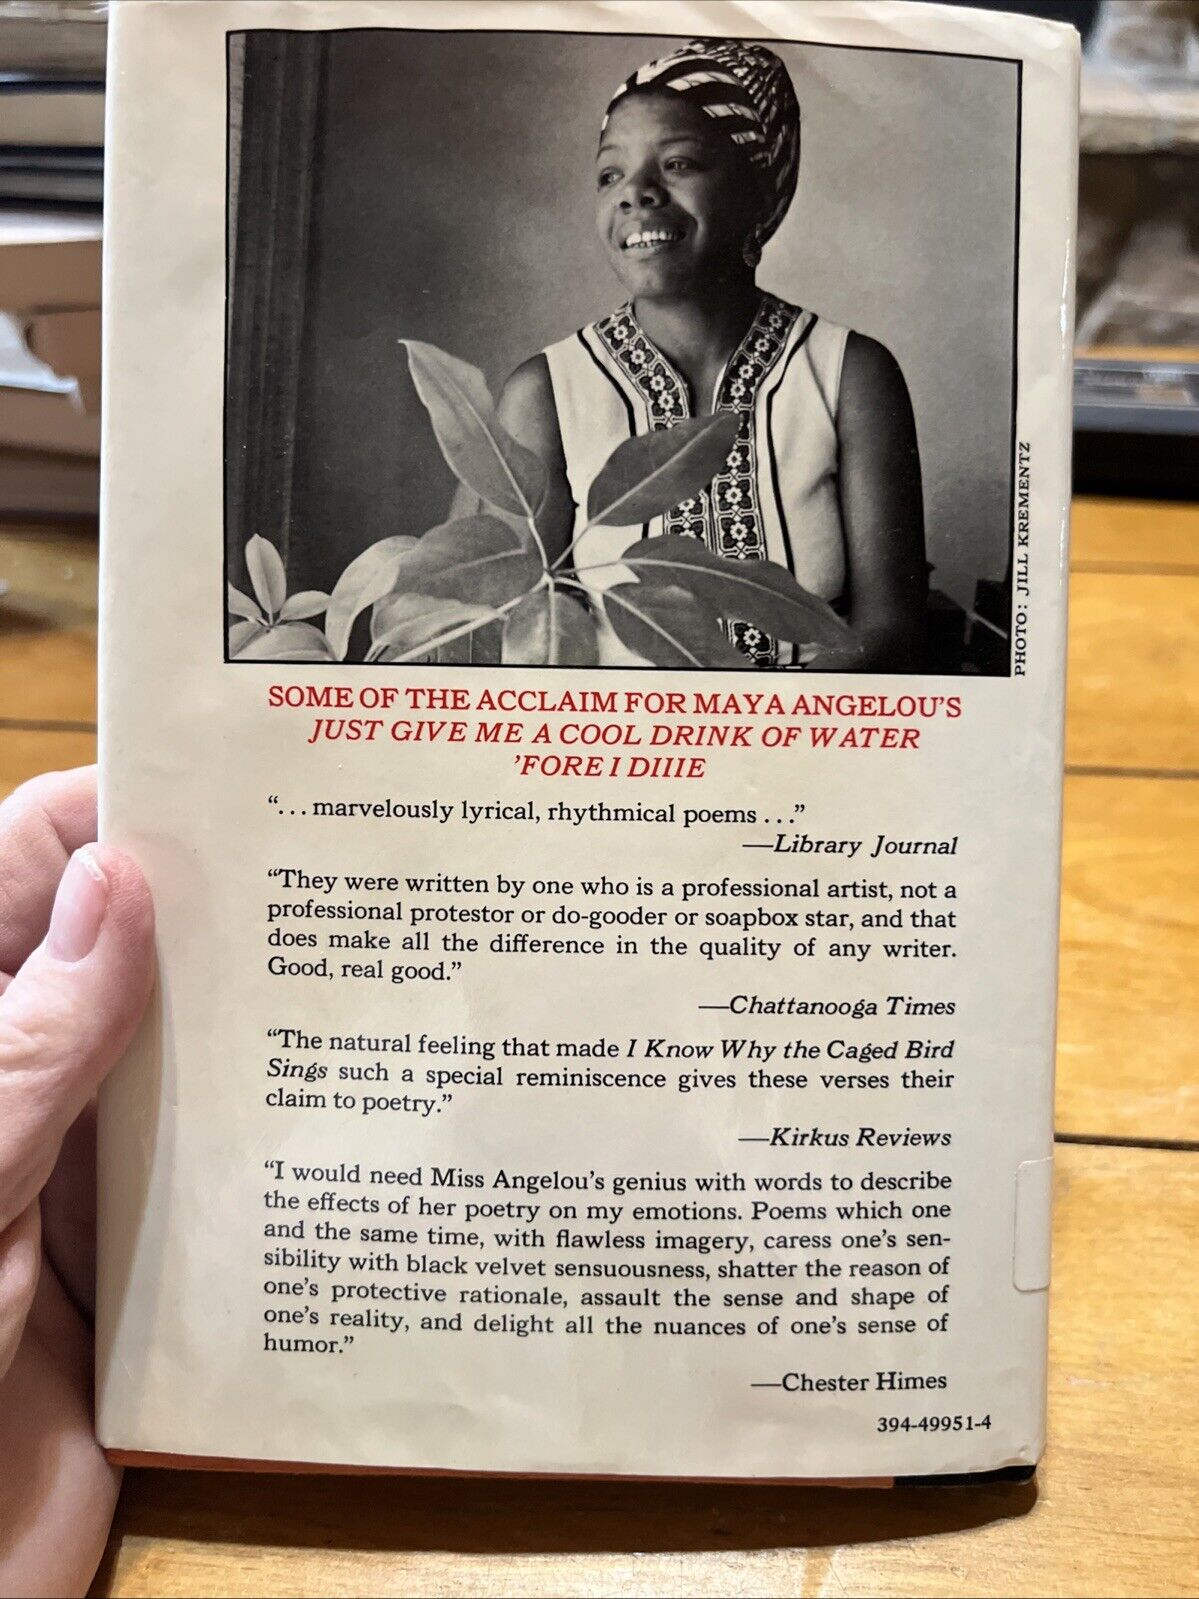 PHOTO: JILL KREMENTZ
SOME OF THE ACCLAIM FOR MAYA ANGELOU'S
JUST GIVE ME A COOL DRINK OF WATER
'FORE I DIIIE
“... marvelously lyrical, rhythmical poems ...”
—Library Journal
“They were written by one who is a professional artist, not a
professional protestor or do-gooder or soapbox star, and that
does make all the difference in the quality of any writer.
Good, real good.”
—Chattanooga Times
“The natural feeling that made I Know Why the Caged Bird
Sings such a special reminiscence gives these verses their
claim to poetry.”
—Kirkus Reviews
“I would need Miss Angelou’s genius with words to describe
the effects of her poetry on my emotions. Poems which one
and the same time, with flawless imagery, caress one’s sen-
sibility with black velvet sensuousness, shatter the reason of
one’s protective rationale, assault the sense and shape of
one’s reality, and delight all the nuances of one’s sense of
humor.”
—Chester Himes
394-49951-4